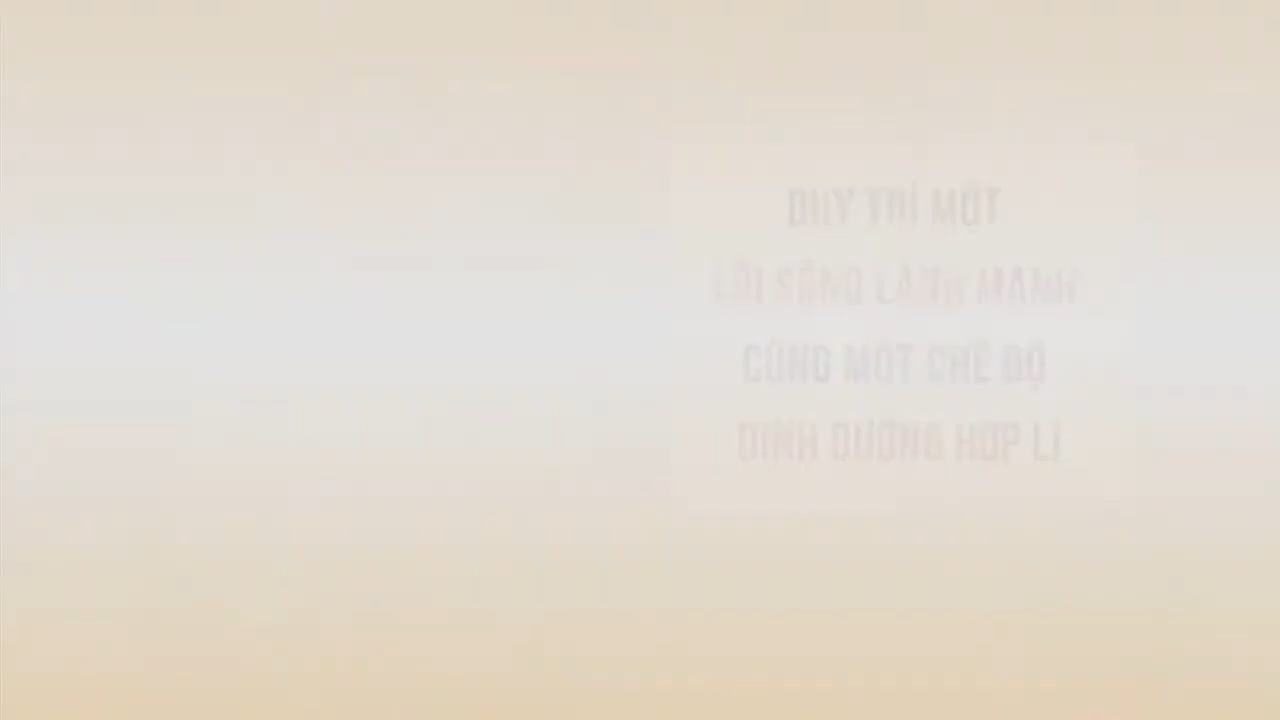 DUY TRÌ MỘT
LỐI SỐNG LÀNH MẠNH
CÙNG MỘT CHẾ ĐỘ
DINH DƯỠNG HỢP LÍ